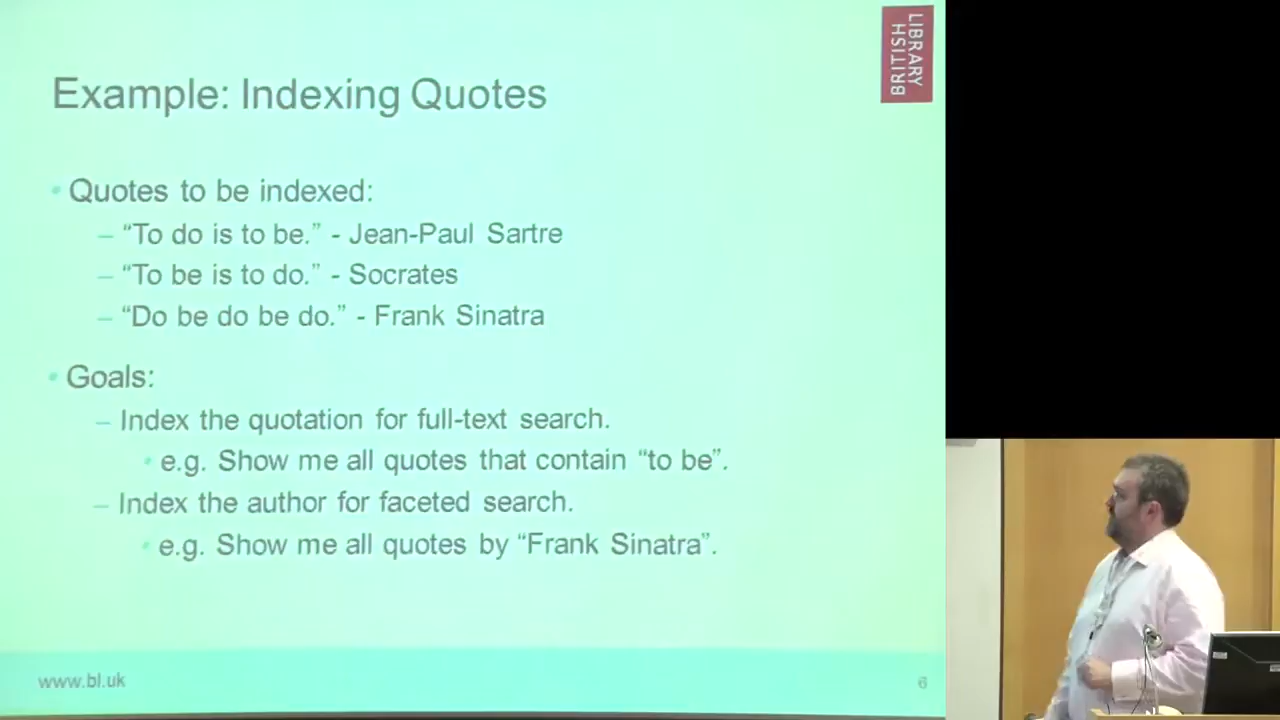 Example: Indexing Quotes
LIBRARY
BRITISH
• Quotes to be indexed:
– “To do is to be.” - Jean-Paul Sartre
– “To be is to do.” - Socrates
– “Do be do be do.” - Frank Sinatra
• Goals:
– Index the quotation for full-text search.
• e.g. Show me all quotes that contain “to be”.
– Index the author for faceted search.
• e.g. Show me all quotes by “Frank Sinatra”.
www.bl.uk
6